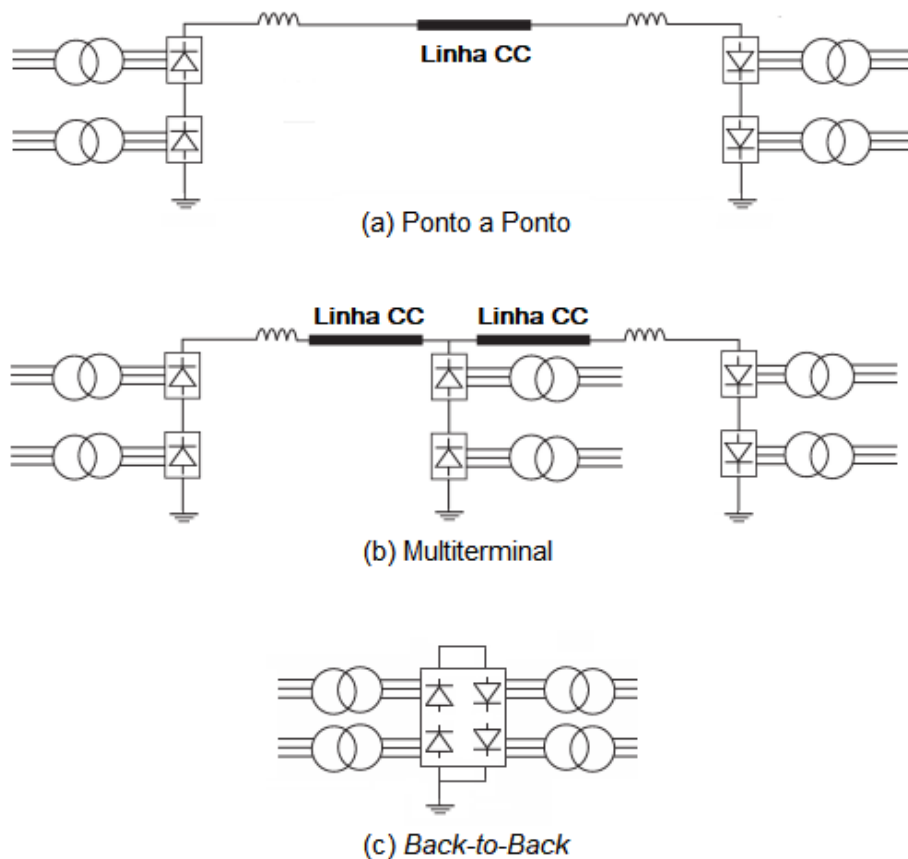 Linha CC
(a) Ponto a Ponto
Linha CC Linha CC
(b) Multiterminal
(c) Back-to-Back